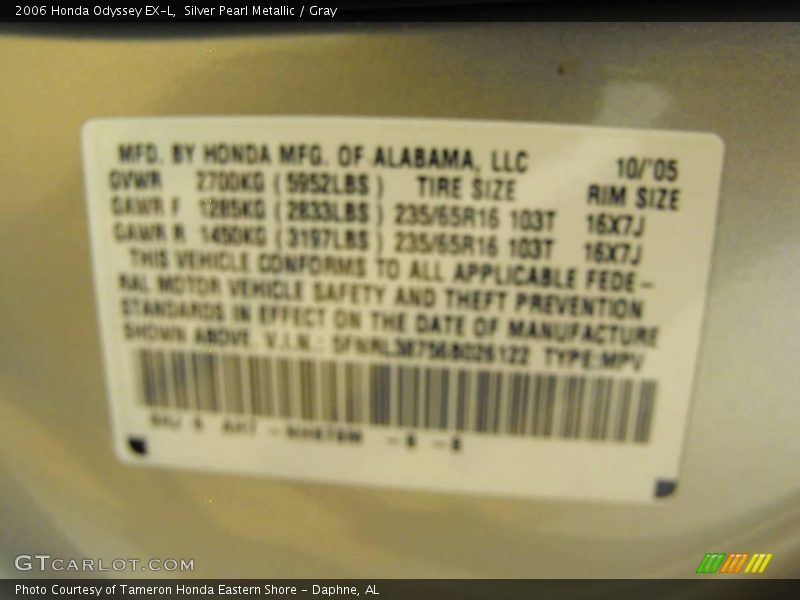 2006 Honda Odyssey EX-L, Silver Pearl Metallic / Gray
MFD. BY HONDA MFG. OF ALABAMA, LLC 10/'05
GVWR 2700KG (5952LBS) TIRE SIZE RIM SIZE
GAWR F 1285KG (2833LBS) 235/65R16 103T 16X7J
GAWR R 1450KG (3197LBS) 235/65R16 103T 16X7J
THIS VEHICLE CONFORMS TO ALL APPLICABLE FEDE-
RAL MOTOR VEHICLE SAFETY AND THEFT PREVENTION
STANDARDS IN EFFECT ON THE DATE OF MANUFACTURE
SHOWN ABOVE. V.I.N.: TYPE:MPV
GTCARLOT.COM
Photo Courtesy of Tameron Honda Eastern Shore - Daphne, AL